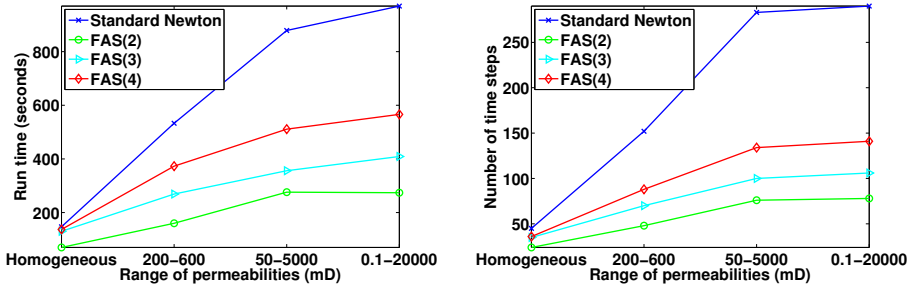 Standard Newton
FAS(2)
FAS(3)
FAS(4)
Run time (seconds)
800
600
400
200
Homogeneous 200−600 50−5000 0.1−20000
Range of permeabilities (mD)
Standard Newton
FAS(2)
FAS(3)
FAS(4)
Number of time steps
250
200
150
100
50
Homogeneous 200−600 50−5000 0.1−20000
Range of permeabilities (mD)